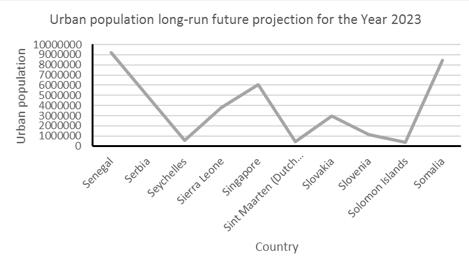 Urban population long-run future projection for the Year 2023
Urban population
10000000
9000000
8000000
7000000
6000000
5000000
4000000
3000000
2000000
1000000
0
Senegal
Serbia
Seychelles
Sierra Leone
Singapore
Sint Maarten (Dutch...
Slovakia
Slovenia
Solomon Islands
Somalia
Country